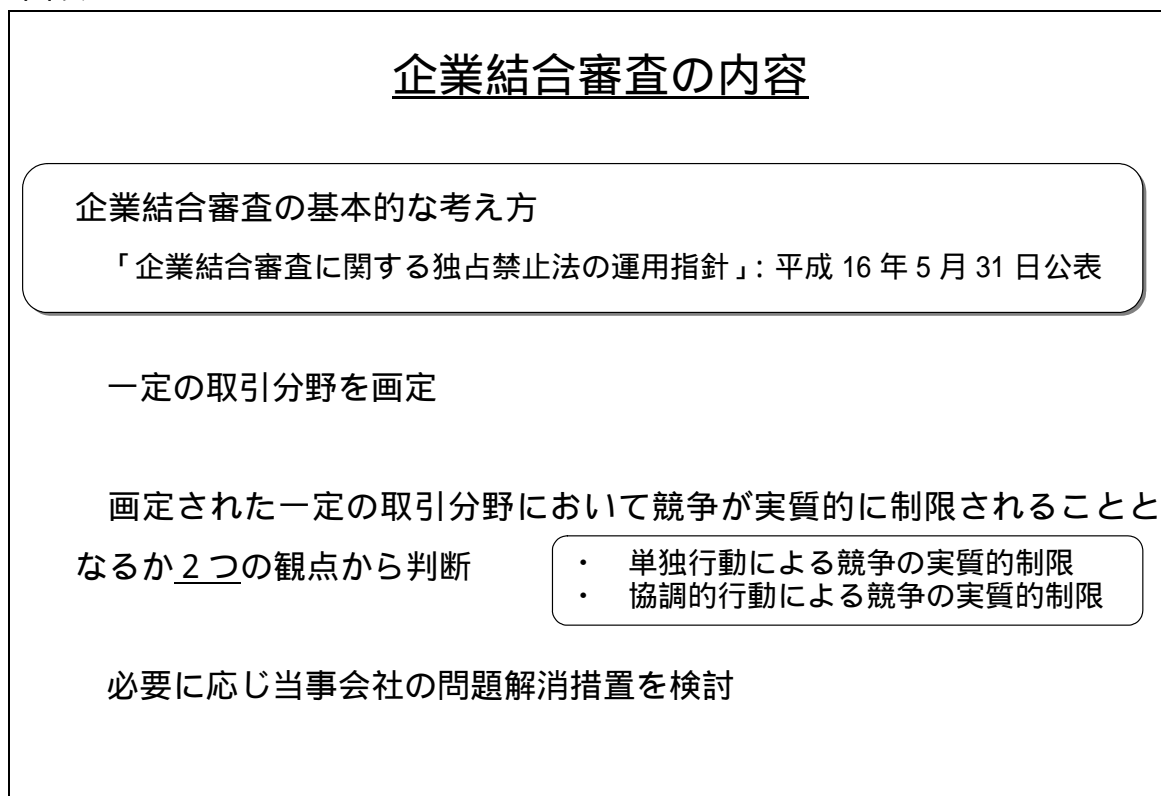 企業結合審査の内容
企業結合審査の基本的な考え方
「企業結合審査に関する独占禁止法の運用指針」：平成 16 年 5 月 31 日公表
一定の取引分野を画定
画定された一定の取引分野において競争が実質的に制限されることと
なるか 2 つの観点から判断
・ 単独行動による競争の実質的制限
・ 協調的行動による競争の実質的制限
必要に応じ当事会社の問題解消措置を検討